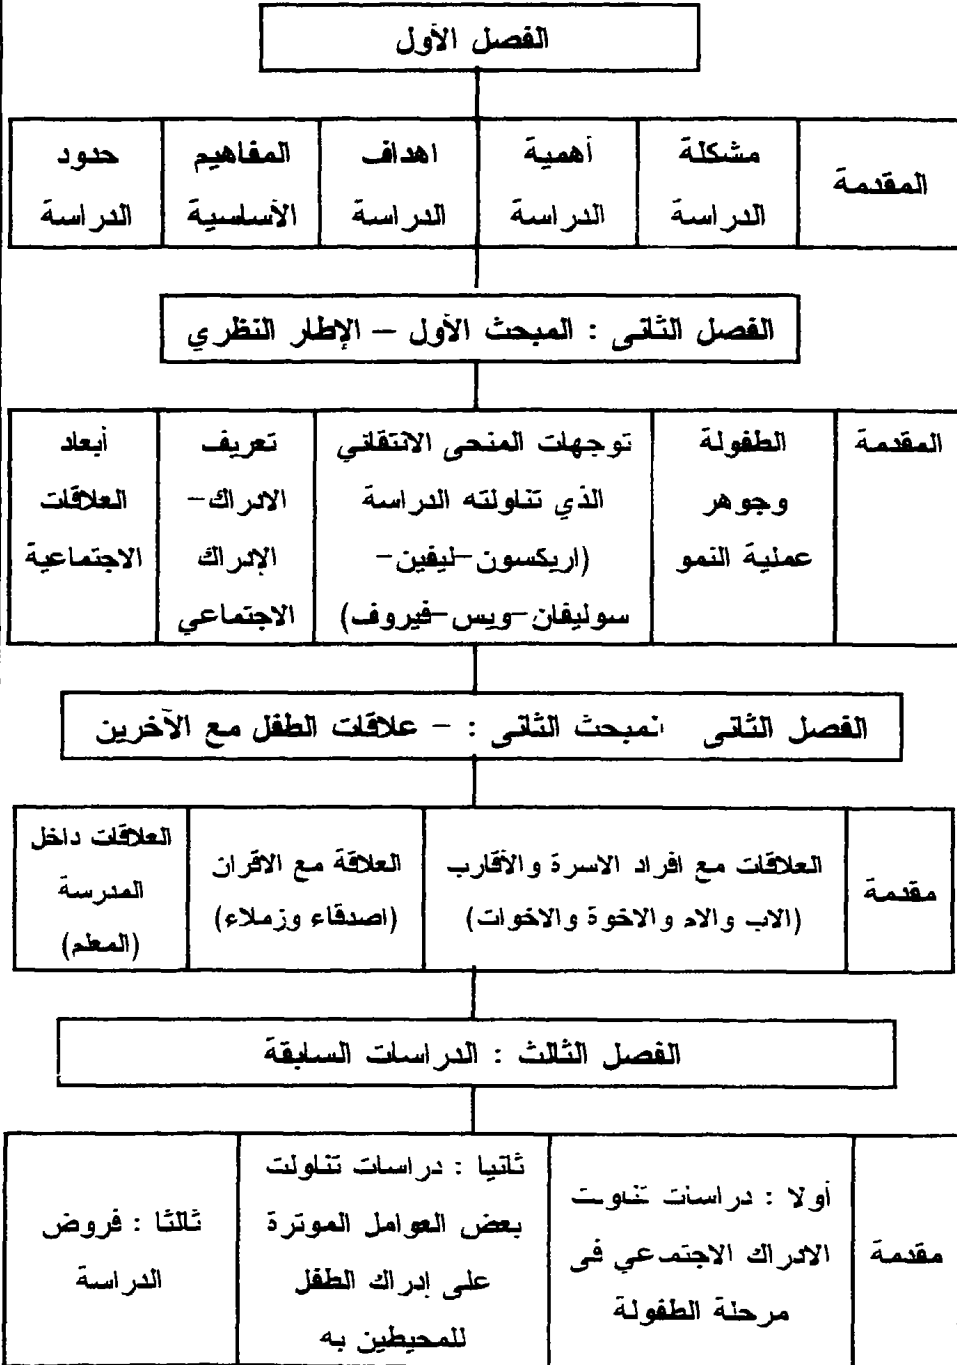 الفصل الأول
المقدمة
مشكلة
الدراسة
أهمية
الدراسة
اهداف
الدراسة
المفاهيم
الأساسية
حدود
الدراسة
الفصل الثانى : المبحث الأول – الإطار النظري
المقدمة
الطفولة
وجوهر
عملية النمو
توجهات المنحى الانتقائي
الذي تناولته الدراسة
(اريكسون-ليفين-
سوليفان-ويس-فيروف)
تعريف
الادراك-
الإدراك
الاجتماعي
أبعاد
العلاقات
الاجتماعية
الفصل الثانى المبحث الثانى : – علاقات الطفل مع الآخرين
مقدمة
العلاقات مع افراد الاسرة والأقارب
(الاب والام والاخوة والاخوات)
العلاقة مع الاقران
(اصدقاء وزملاء)
العلاقات داخل
المدرسة
(المعلم)
الفصل الثالث : الدراسات السابقة
مقدمة
أولا : دراسات تناولت
الادراك الاجتماعي فى
مرحلة الطفولة
ثانيا : دراسات تناولت
بعض العوامل الموثرة
على إدراك الطفل
للمحيطين به
ثالثا : فروض
الدراسة